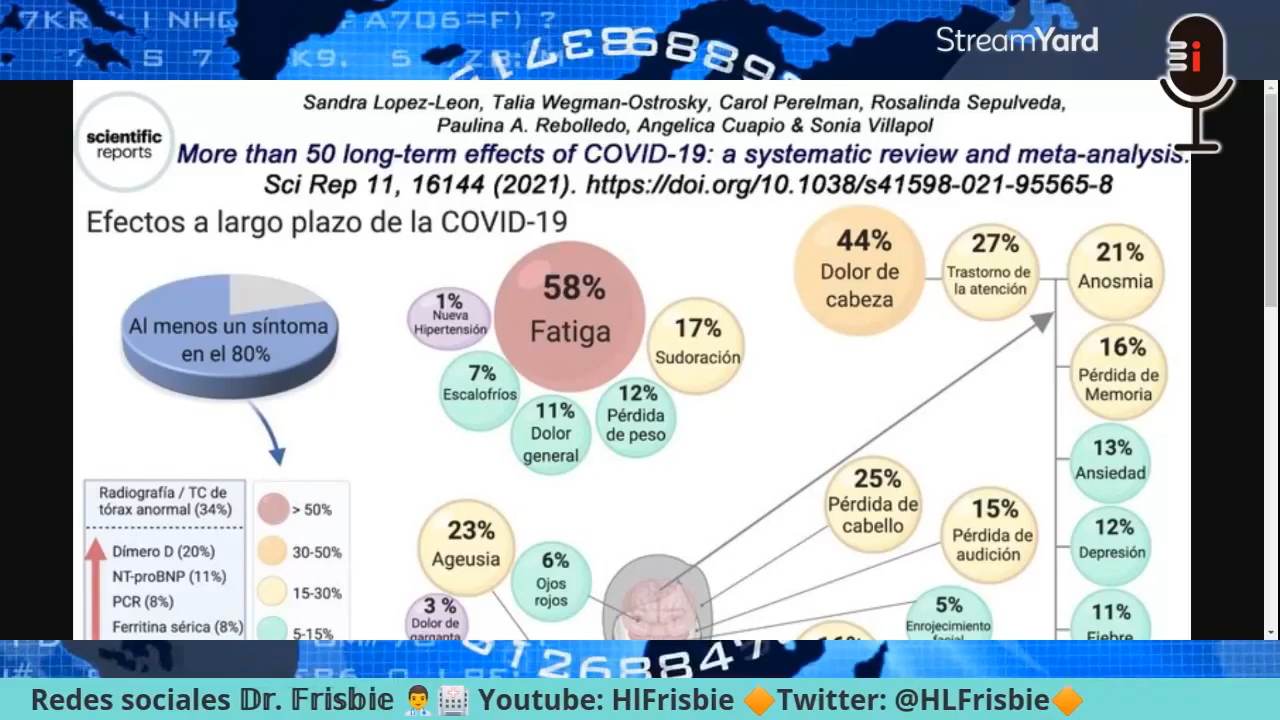 StreamYard
scientific
reports
Sandra Lopez-Leon, Talia Wegman-Ostrosky, Carol Perelman, Rosalinda Sepulveda,
Paulina A. Rebolledo, Angelica Cuapio & Sonia Villapol
More than 50 long-term effects of COVID-19: a systematic review and meta-analysis.
Sci Rep 11, 16144 (2021). https://doi.org/10.1038/s41598-021-95565-8
Efectos a largo plazo de la COVID-19
Al menos un síntoma
en el 80%
1%
Nueva
Hipertensión
58%
Fatiga
17%
Sudoración
7%
Escalofríos
11%
Dolor
general
12%
Pérdida
de peso
44%
Dolor de
cabeza
27%
Trastorno de
la atención
21%
Anosmia
16%
Pérdida de
Memoria
13%
Ansiedad
12%
Depresión
11%
Fiebre
25%
Pérdida de
cabello
15%
Pérdida de
audición
5%
Enrojecimiento
facial
16%
23%
Ageusia
6%
Ojos
rojos
3 %
Dolor de
garganta
Radiografía / TC de
tórax anormal (34%)
Dímero D (20%)
NT-proBNP (11%)
PCR (8%)
Ferritina sérica (8%)
> 50%
30-50%
15-30%
5-15%
Redes sociales Dr. Frisbie 👨‍⚕️🏥 Youtube: HlFrisbie 🔶Twitter: @HLFrisbie🔶